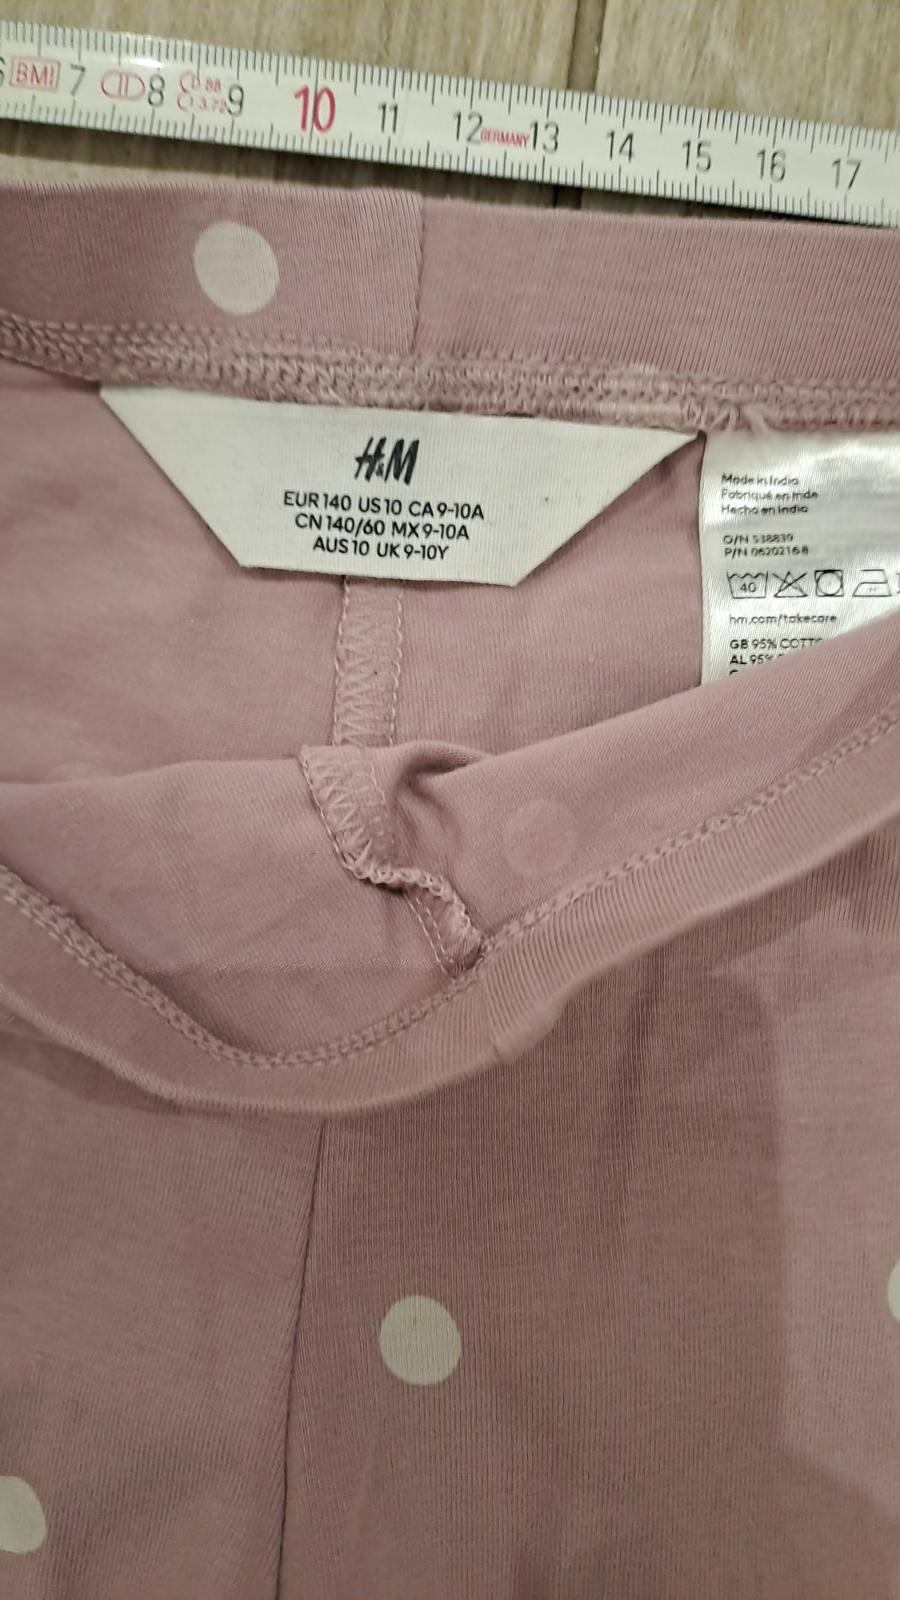 BMI 7 8 9 10 11 12 GERMANY 13 14 15 16 17
H&M
EUR 140 US 10 CA 9-10A
CN 140/60 MX 9-10A
AUS 10 UK 9-10Y
Made in India
Fabriqué en Inde
Hecho en India
O/N 538839
P/N 06202168
40
hm.com/takecare
GB 95% COTT
AL 95%